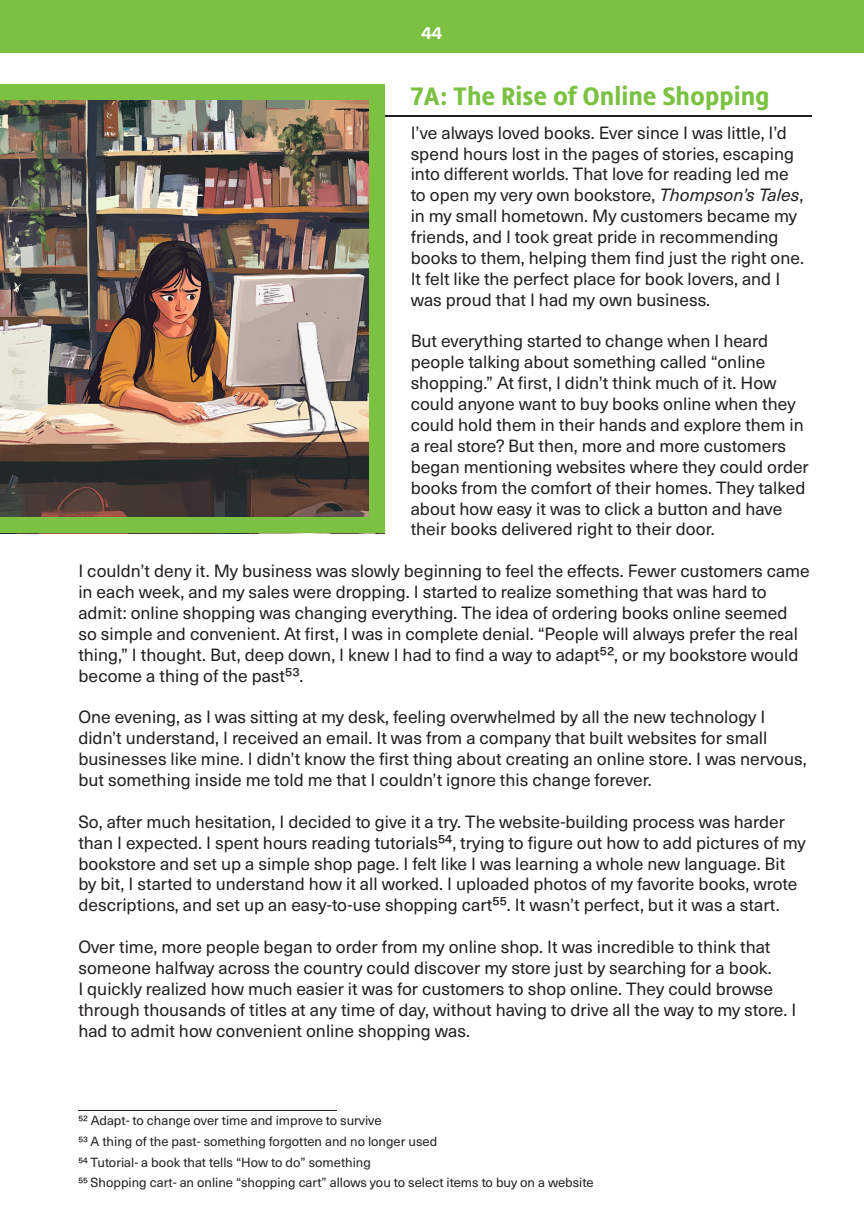 44
7A: The Rise of Online Shopping
I’ve always loved books. Ever since I was little, I’d
spend hours lost in the pages of stories, escaping
into different worlds. That love for reading led me
to open my very own bookstore, Thompson’s Tales,
in my small hometown. My customers became my
friends, and I took great pride in recommending
books to them, helping them find just the right one.
It felt like the perfect place for book lovers, and I
was proud that I had my own business.
But everything started to change when I heard
people talking about something called “online
shopping.” At first, I didn’t think much of it. How
could anyone want to buy books online when they
could hold them in their hands and explore them in
a real store? But then, more and more customers
began mentioning websites where they could order
books from the comfort of their homes. They talked
about how easy it was to click a button and have
their books delivered right to their door.
I couldn’t deny it. My business was slowly beginning to feel the effects. Fewer customers came
in each week, and my sales were dropping. I started to realize something that was hard to
admit: online shopping was changing everything. The idea of ordering books online seemed
so simple and convenient. At first, I was in complete denial. “People will always prefer the real
thing,” I thought. But, deep down, I knew I had to find a way to adapt⁵², or my bookstore would
become a thing of the past⁵³.
One evening, as I was sitting at my desk, feeling overwhelmed by all the new technology I
didn’t understand, I received an email. It was from a company that built websites for small
businesses like mine. I didn’t know the first thing about creating an online store. I was nervous,
but something inside me told me that I couldn’t ignore this change forever.
So, after much hesitation, I decided to give it a try. The website-building process was harder
than I expected. I spent hours reading tutorials⁵⁴, trying to figure out how to add pictures of my
bookstore and set up a simple shop page. I felt like I was learning a whole new language. Bit
by bit, I started to understand how it all worked. I uploaded photos of my favorite books, wrote
descriptions, and set up an easy-to-use shopping cart⁵⁵. It wasn’t perfect, but it was a start.
Over time, more people began to order from my online shop. It was incredible to think that
someone halfway across the country could discover my store just by searching for a book.
I quickly realized how much easier it was for customers to shop online. They could browse
through thousands of titles at any time of day, without having to drive all the way to my store. I
had to admit how convenient online shopping was.
⁵² Adapt- to change over time and improve to survive
⁵³ A thing of the past- something forgotten and no longer used
⁵⁴ Tutorial- a book that tells “How to do” something
⁵⁵ Shopping cart- an online “shopping cart” allows you to select items to buy on a website